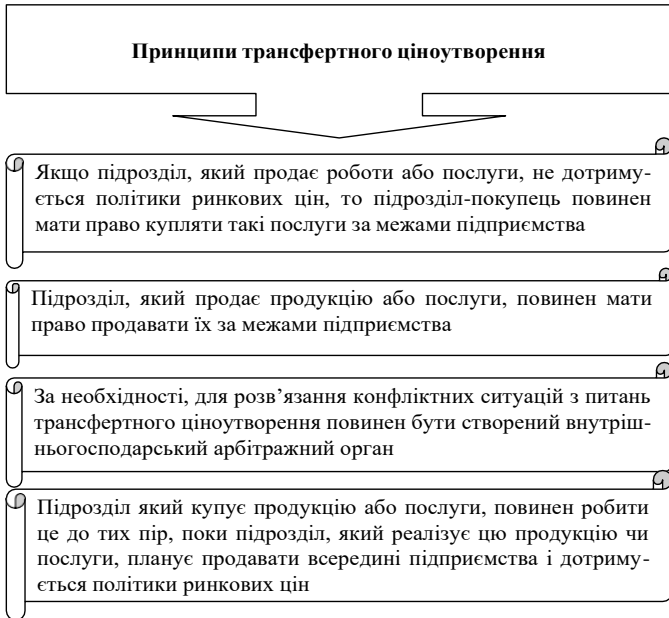 Принципи трансфертного ціноутворення
Якщо підрозділ, який продає роботи або послуги, не дотриму-
ється політики ринкових цін, то підрозділ-покупець повинен
мати право купляти такі послуги за межами підприємства
Підрозділ, який продає продукцію або послуги, повинен мати
право продавати їх за межами підприємства
За необхідності, для розв’язання конфліктних ситуацій з питань
трансфертного ціноутворення повинен бути створений внутріш-
ньогосподарський арбітражний орган
Підрозділ який купує продукцію або послуги, повинен робити
це до тих пір, поки підрозділ, який реалізує цю продукцію чи
послуги, планує продавати всередині підприємства і дотриму-
ється політики ринкових цін